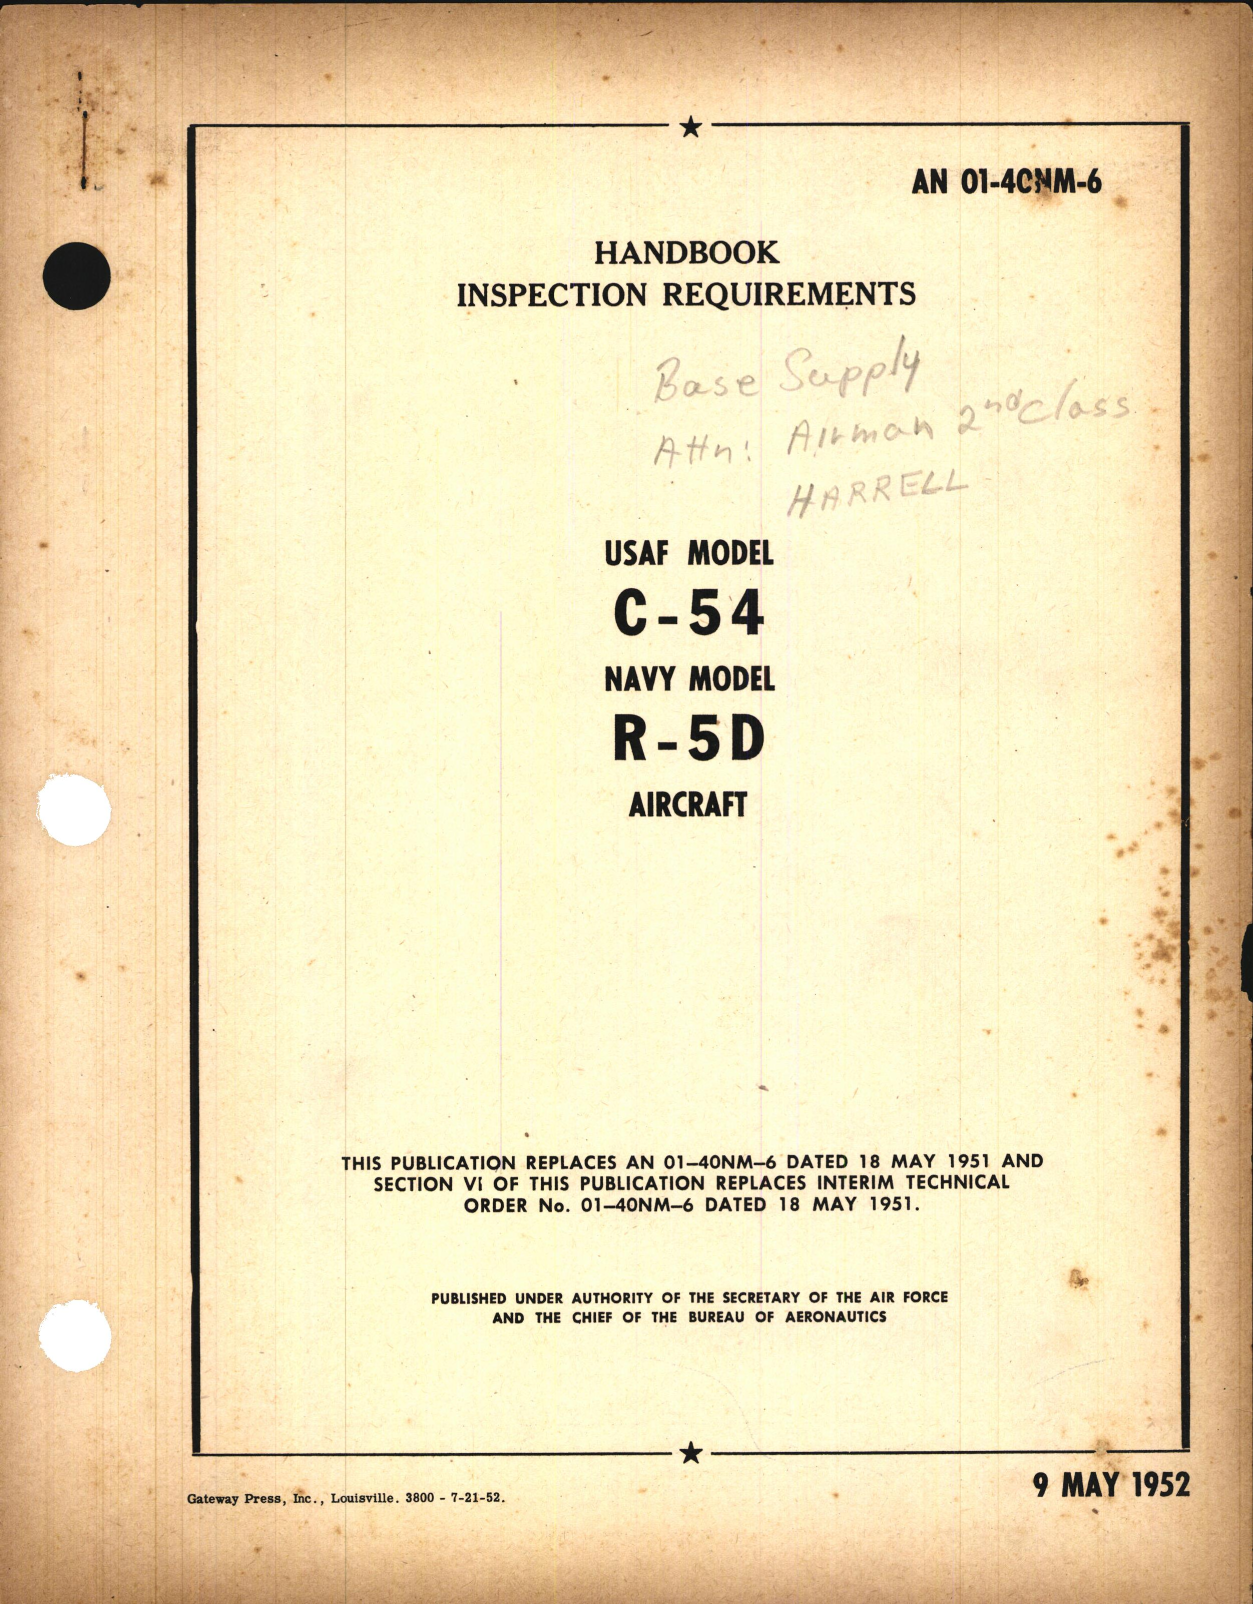 AN 01-40NM-6
HANDBOOK
INSPECTION REQUIREMENTS
Base Supply
Attn: Airman 2nd Class
HARRELL
USAF MODEL
C-54
NAVY MODEL
R-5D
AIRCRAFT
THIS PUBLICATION REPLACES AN 01-40NM-6 DATED 18 MAY 1951 AND
SECTION VI OF THIS PUBLICATION REPLACES INTERIM TECHNICAL
ORDER No. 01-40NM-6 DATED 18 MAY 1951.
PUBLISHED UNDER AUTHORITY OF THE SECRETARY OF THE AIR FORCE
AND THE CHIEF OF THE BUREAU OF AERONAUTICS
9 MAY 1952
Gateway Press, Inc., Louisville. 3800 - 7-21-52.